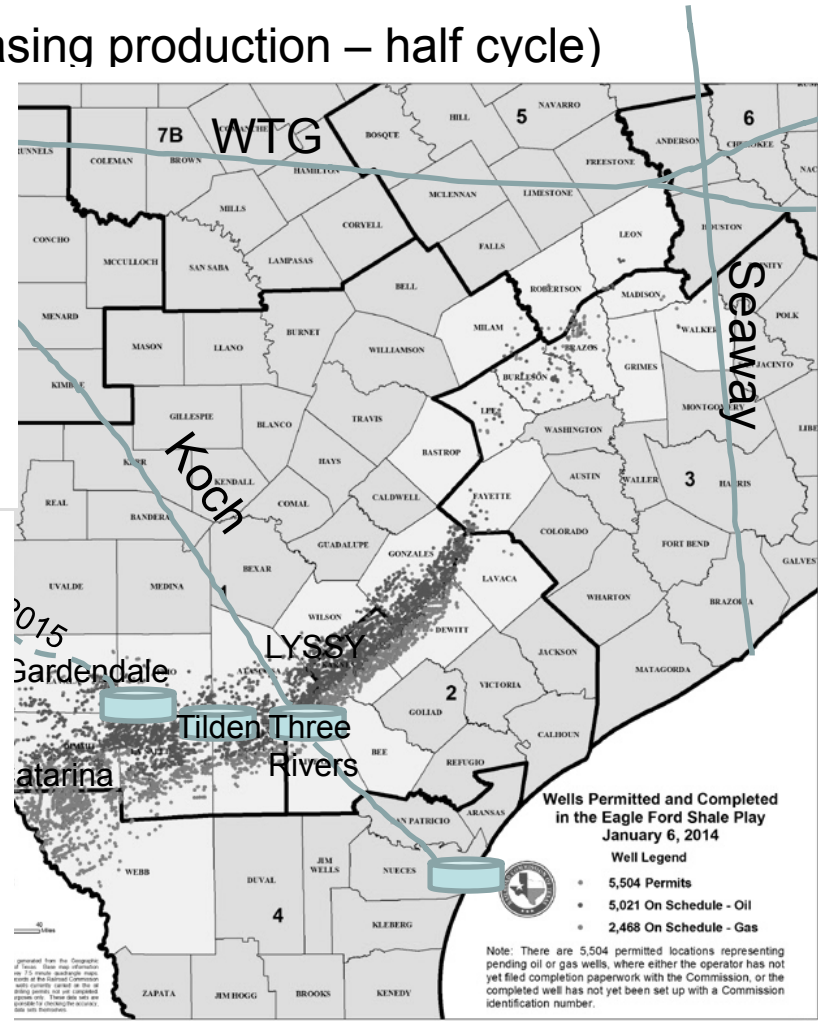 asing production – half cycle)
NAVARRO
HILL
5
6
ANDERSON
7B
WTG
BOSQUE
COLEMAN
BROWN
FREESTONE
HAMILTON
MCLENNAN
LIMESTONE
MILLS
CORYELL
HOUSTON
LEON
CONCHO
FALLS
MCCULLOCH
SAN SABA
LAMPASAS
BELL
ROBERTSON
MADISON
Seaway
MENARD
POLK
MILAM
WALKER
MASON
LLANO
BURNET
WILLIAMSON
BRAZOS
GRIMES
BURLESON
KIMBLE
MONTGOMERY
GILLESPIE
BLANCO
TRAVIS
LEE
WASHINGTON
Koch
HAYS
BASTROP
KERR
KENDALL
AUSTIN
WALLER
3
HARRIS
REAL
COMAL
CALDWELL
FAYETTE
BANDERA
COLORADO
GUADALUPE
FORT BEND
GONZALES
BEXAR
UVALDE
MEDINA
LAVACA
WHARTON
BRAZORIA
WILSON
2015
DEWITT
LYSSY
JACKSON
Gardendale
MATAGORDA
VICTORIA
2
GOLIAD
Tilden
Three
Rivers
CALHOUN
BEE
REFUGIO
ARANSAS
WEBB
DUVAL
JIM
WELLS
NUECES
4
KLEBERG
ZAPATA
JIM HOGG
BROOKS
KENEDY
Wells Permitted and Completed
in the Eagle Ford Shale Play
January 6, 2014
Well Legend
5,504 Permits
5,021 On Schedule - Oil
2,468 On Schedule - Gas
Note: There are 5,504 permitted locations representing
pending oil or gas wells, where either the operator has not
yet filed completion paperwork with the Commission, or the
completed well has not yet been set up with a Commission
identification number.
40
Miles